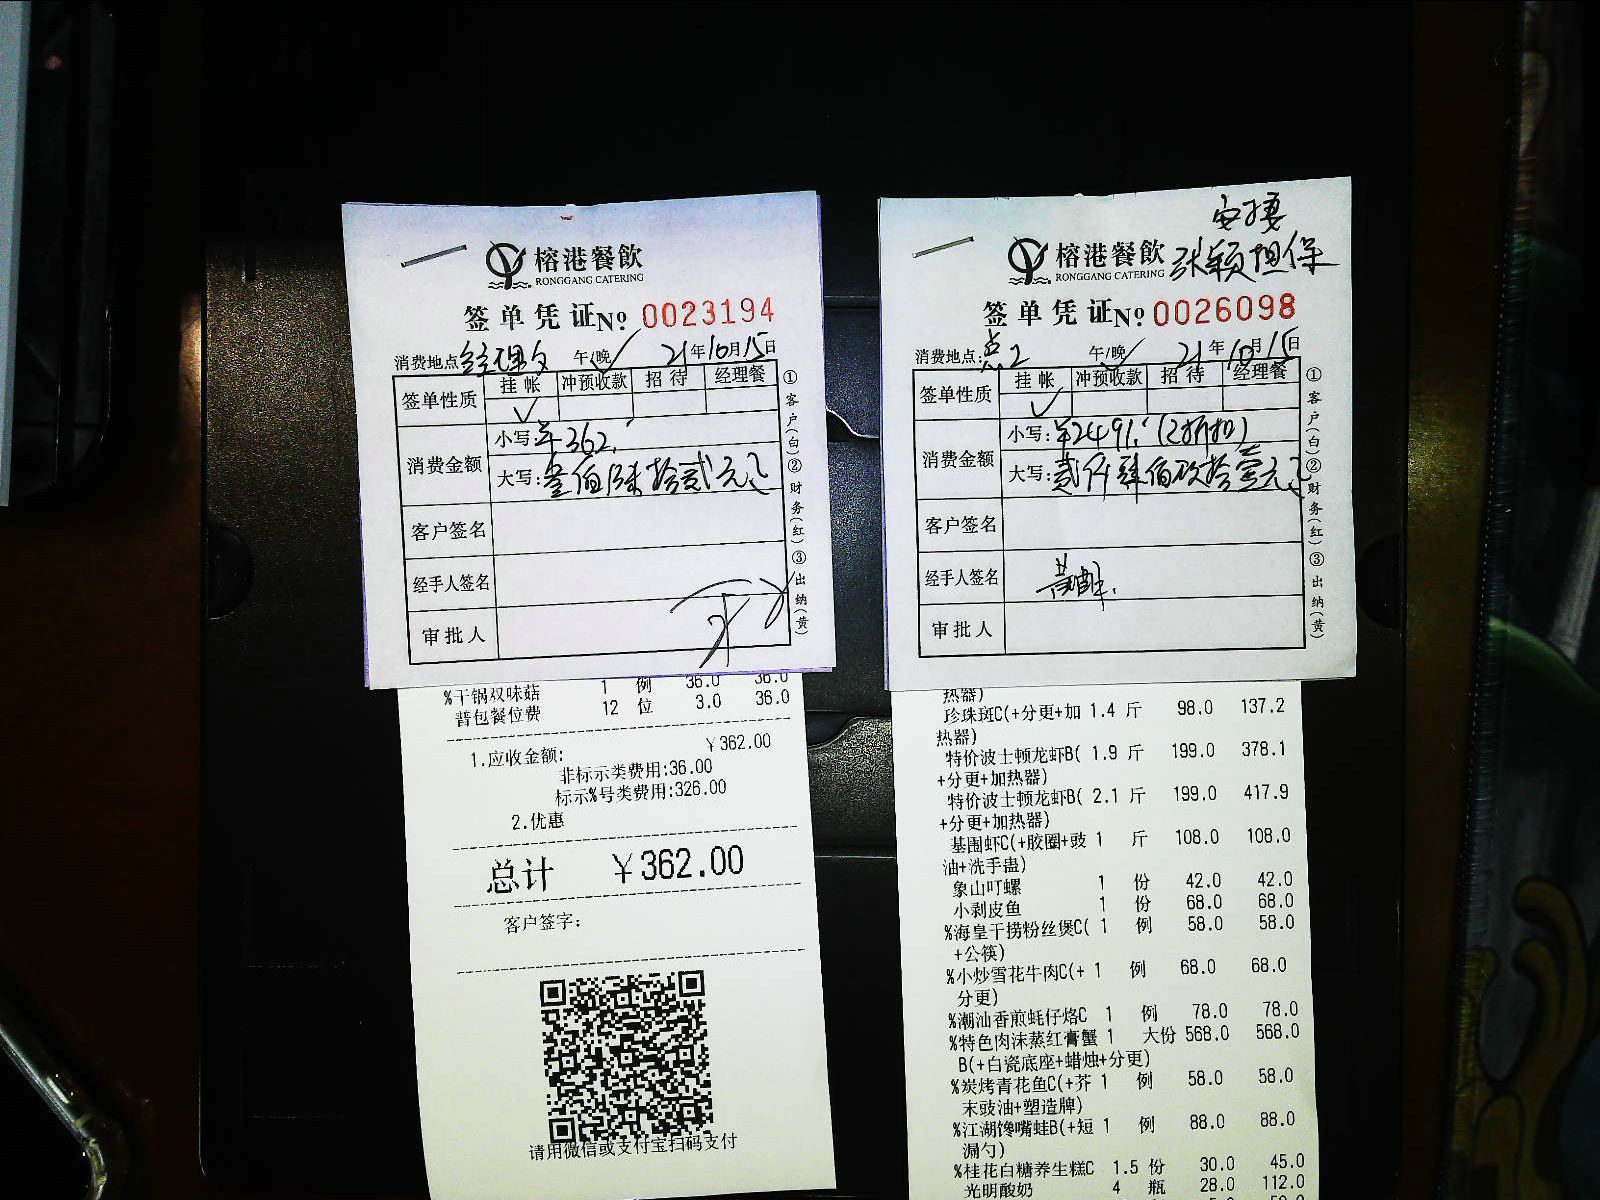 榕港餐飲
RONGGANG CATERING
签单凭证 No 0023194
消费地点 经理 午/晚 21年10月15日
签单性质 挂帐 冲预收款 招待 经理餐
消费金额
小写:¥362.
大写:叁佰陆拾贰元
客户签名
经手人签名
审批人
①客户(白)②财务(红)③出纳(黄)
%干锅双味菇 1 例 36.0 36.0
普包餐位费 12 位 3.0 36.0
1.应收金额: ¥362.00
非标示类费用:36.00
标示%号类费用:326.00
2.优惠
总计 ¥362.00
客户签字:
请用微信或支付宝扫码支付
张颖担保
榕港餐飲
RONGGANG CATERING
签单凭证 No 0026098
消费地点: 点2 午/晚 21年10月15日
签单性质 挂帐 冲预收款 招待 经理餐
消费金额
小写:¥2491.(已折扣)
大写:贰仟肆佰玖拾壹元
客户签名
经手人签名
审批人
①客户(白)②财务(红)③出纳(黄)
热器)
珍珠斑C(+分更+加 1.4 斤 98.0 137.2
热器)
特价波士顿龙虾B( 1.9 斤 199.0 378.1
+分更+加热器)
特价波士顿龙虾B( 2.1 斤 199.0 417.9
+分更+加热器)
基围虾C(+胶圈+豉 1 斤 108.0 108.0
油+洗手盅)
象山叮螺 1 份 42.0 42.0
小剥皮鱼 1 份 68.0 68.0
%海皇干捞粉丝煲C( 1 例 58.0 58.0
+公筷)
%小炒雪花牛肉C(+ 1 例 68.0 68.0
分更)
%潮汕香煎蚝仔烙C 1 例 78.0 78.0
%特色肉沫蒸红膏蟹 1 大份 568.0 568.0
B(+白瓷底座+蜡烛+分更)
%炭烤青花鱼C(+芥 1 例 58.0 58.0
末豉油+塑造牌)
%江湖馋嘴蛙B(+短 1 例 88.0 88.0
漏勺)
%桂花白糖养生糕C 1.5 份 30.0 45.0
光明酸奶 4 瓶 28.0 112.0